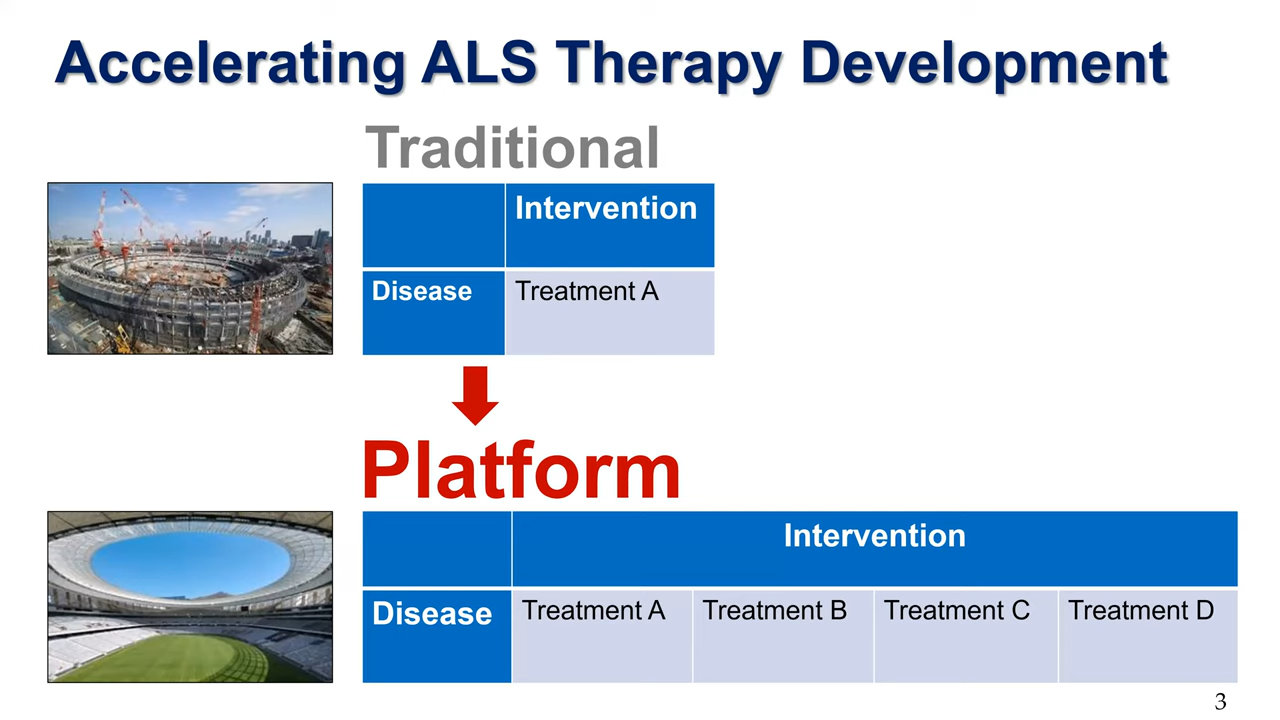 Accelerating ALS Therapy Development
Traditional
Intervention
Disease Treatment A
Platform
Intervention
Disease Treatment A Treatment B Treatment C Treatment D
3